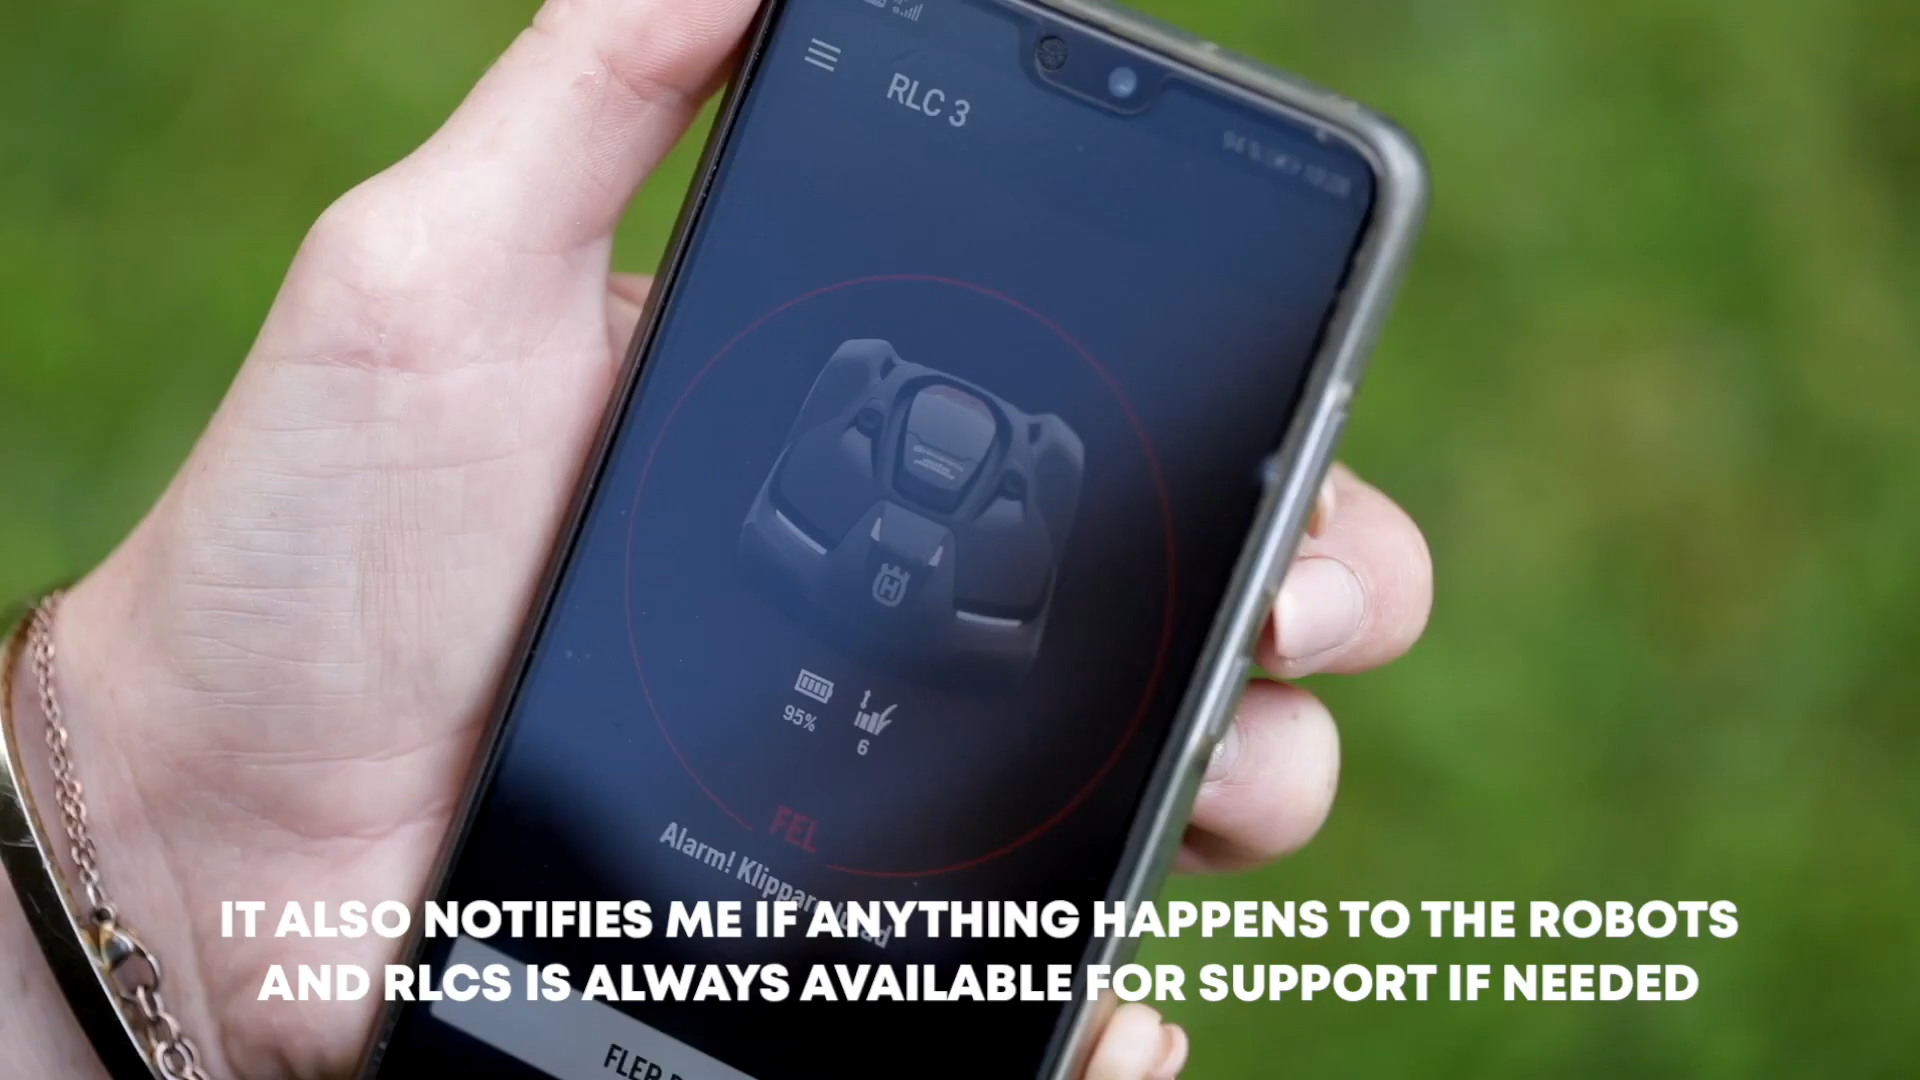 RLC 3
95%
6
FEL
Alarm!
IT ALSO NOTIFIES ME IF ANYTHING HAPPENS TO THE ROBOTS
AND RLCS IS ALWAYS AVAILABLE FOR SUPPORT IF NEEDED